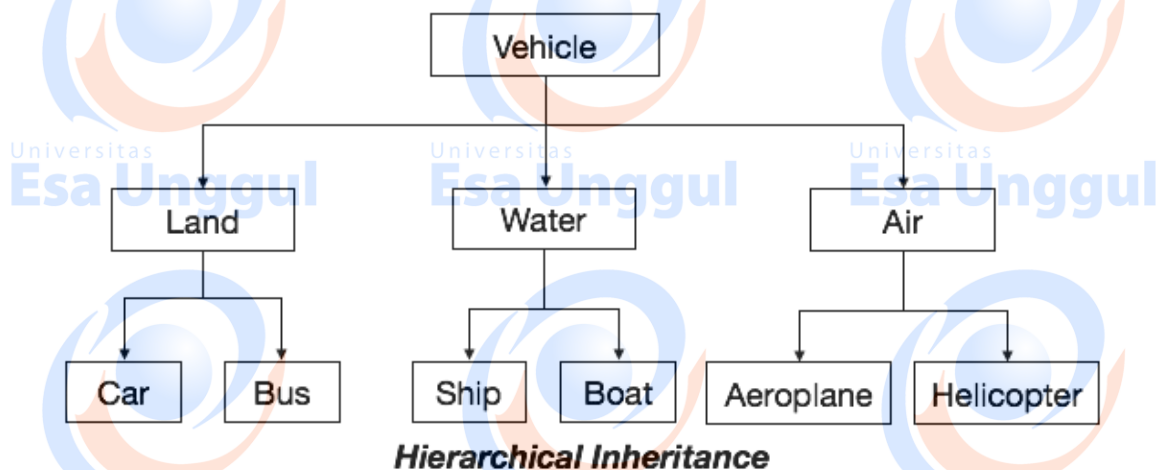 Vehicle
Universitas Universitas Universitas
Esa Unggul Esa Unggul Esa Unggul
Land Water Air
Car Bus Ship Boat Aeroplane Helicopter
Hierarchical Inheritance